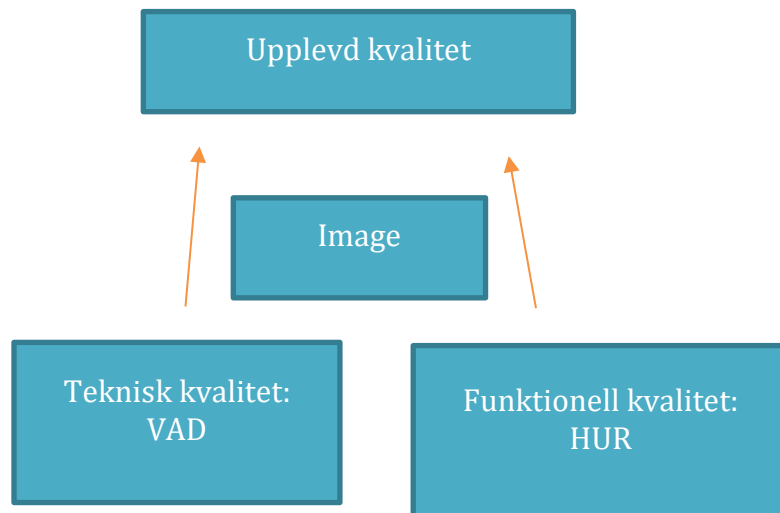 Upplevd kvalitet
Image
Teknisk kvalitet:
VAD
Funktionell kvalitet:
HUR